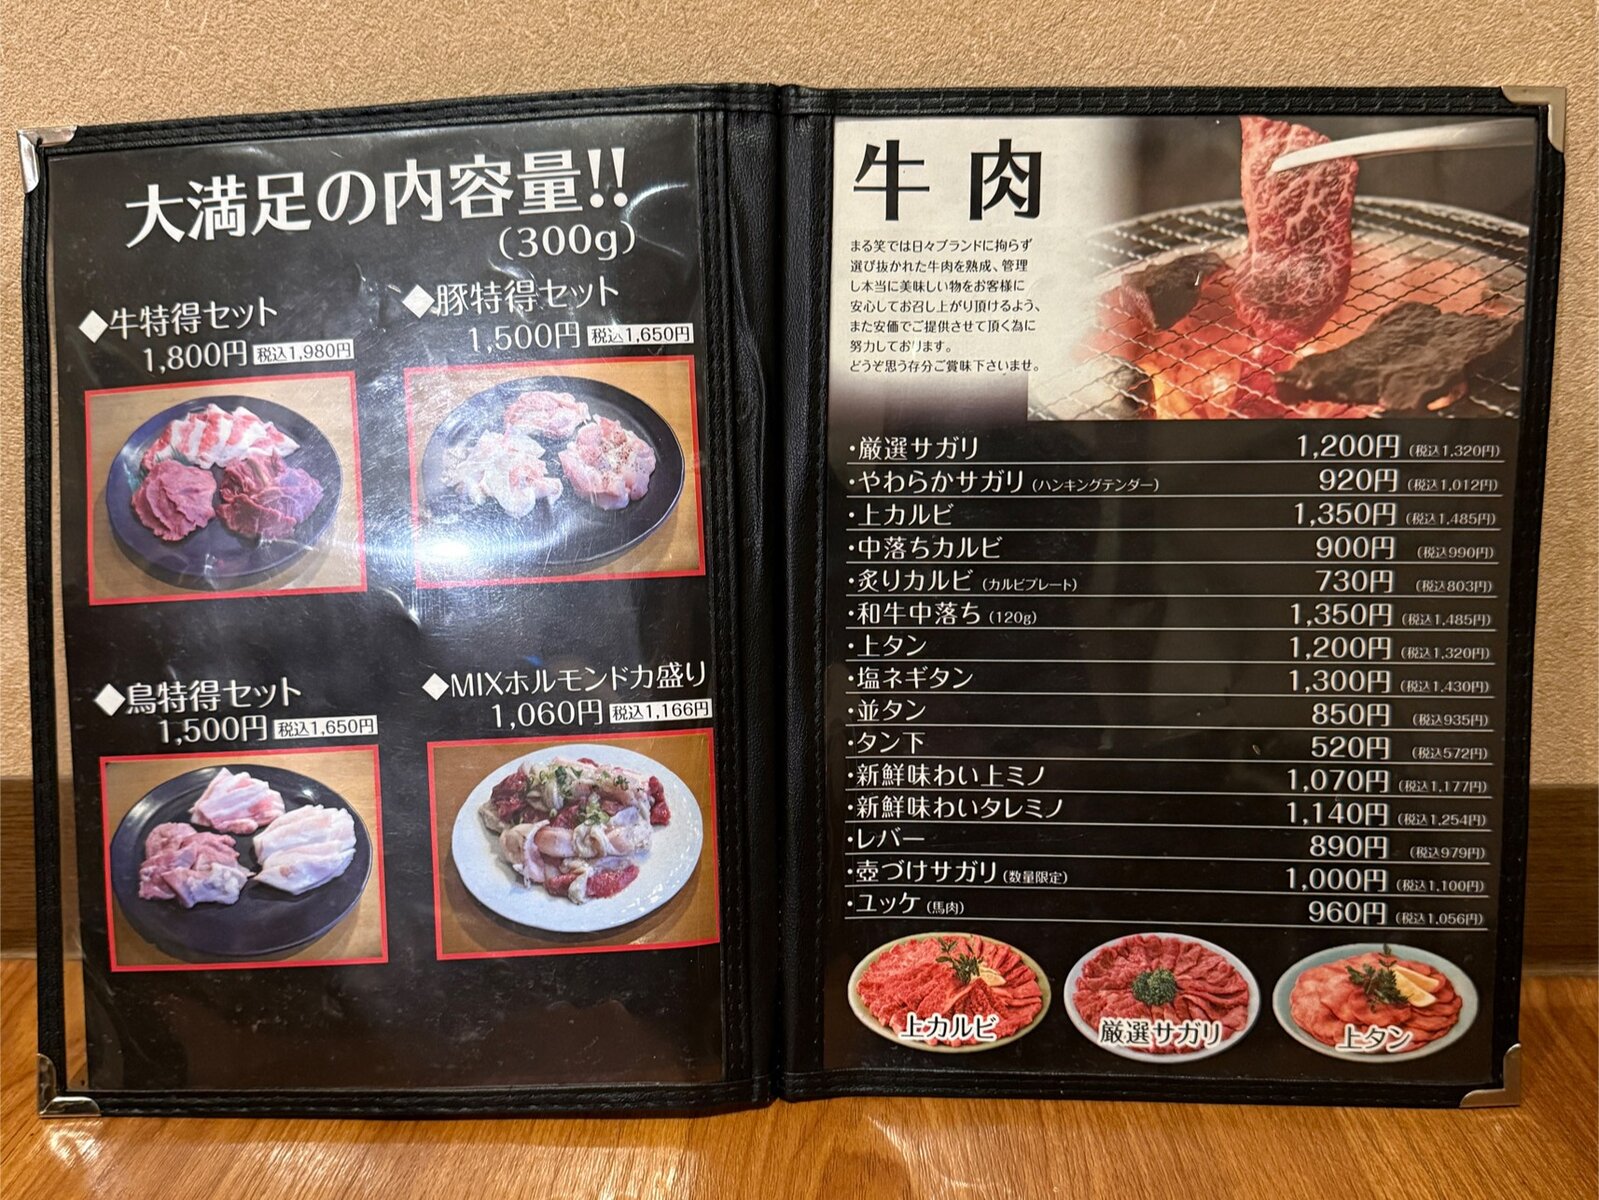 大満足の内容量!!
(300g)
◆牛特得セット
1,800円 税込1,980円
◆豚特得セット
1,500円 税込1,650円
◆鳥特得セット
1,500円 税込1,650円
◆MIXホルモンドカ盛り
1,060円 税込1,166円
牛肉
まる笑では日々ブランドに拘らず
選び抜かれた牛肉を熟成、管理
し本当に美味しい物をお客様に
安心してお召し上がり頂けるよう、
また安価でご提供させて頂く為に
努力しております。
どうぞ思う存分ご賞味下さいませ。
・厳選サガリ 1,200円 (税込1,320円)
・やわらかサガリ (ハンキングテンダー) 920円 (税込1,012円)
・上カルビ 1,350円 (税込1,485円)
・中落ちカルビ 900円 (税込990円)
・炙りカルビ (カルビプレート) 730円 (税込803円)
・和牛中落ち (120g) 1,350円 (税込1,485円)
・上タン 1,200円 (税込1,320円)
・塩ネギタン 1,300円 (税込1,430円)
・並タン 850円 (税込935円)
・タン下 520円 (税込572円)
・新鮮味わい上ミノ 1,070円 (税込1,177円)
・新鮮味わいタレミノ 1,140円 (税込1,254円)
・レバー 890円 (税込979円)
・壺づけサガリ (数量限定) 1,000円 (税込1,100円)
・ユッケ (馬肉) 960円 (税込1,056円)
上カルビ
厳選サガリ
上タン